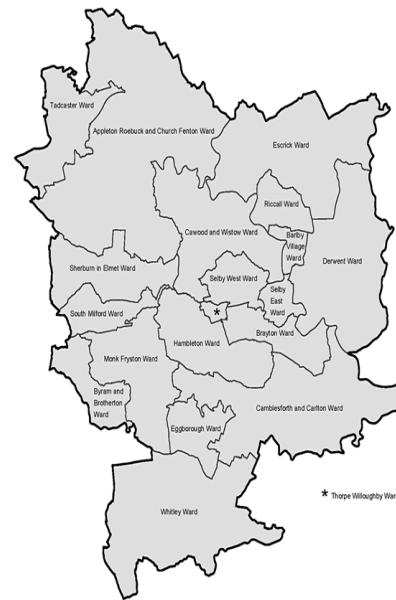 Tadcaster Ward
Appleton Roebuck and Church Fenton Ward
Escrick Ward
Riccall Ward
Cawood and Wistow Ward
Barlby
Village
Ward
Derwent Ward
Sherburn in Elmet Ward
Selby West Ward
Selby
East
Ward
South Milford Ward
*
Brayton Ward
Hambleton Ward
Monk Fryston Ward
Byram and
Brotherton
Ward
Camblesforth and Carlton Ward
Eggborough Ward
* Thorpe Willoughby Ward
Whitley Ward